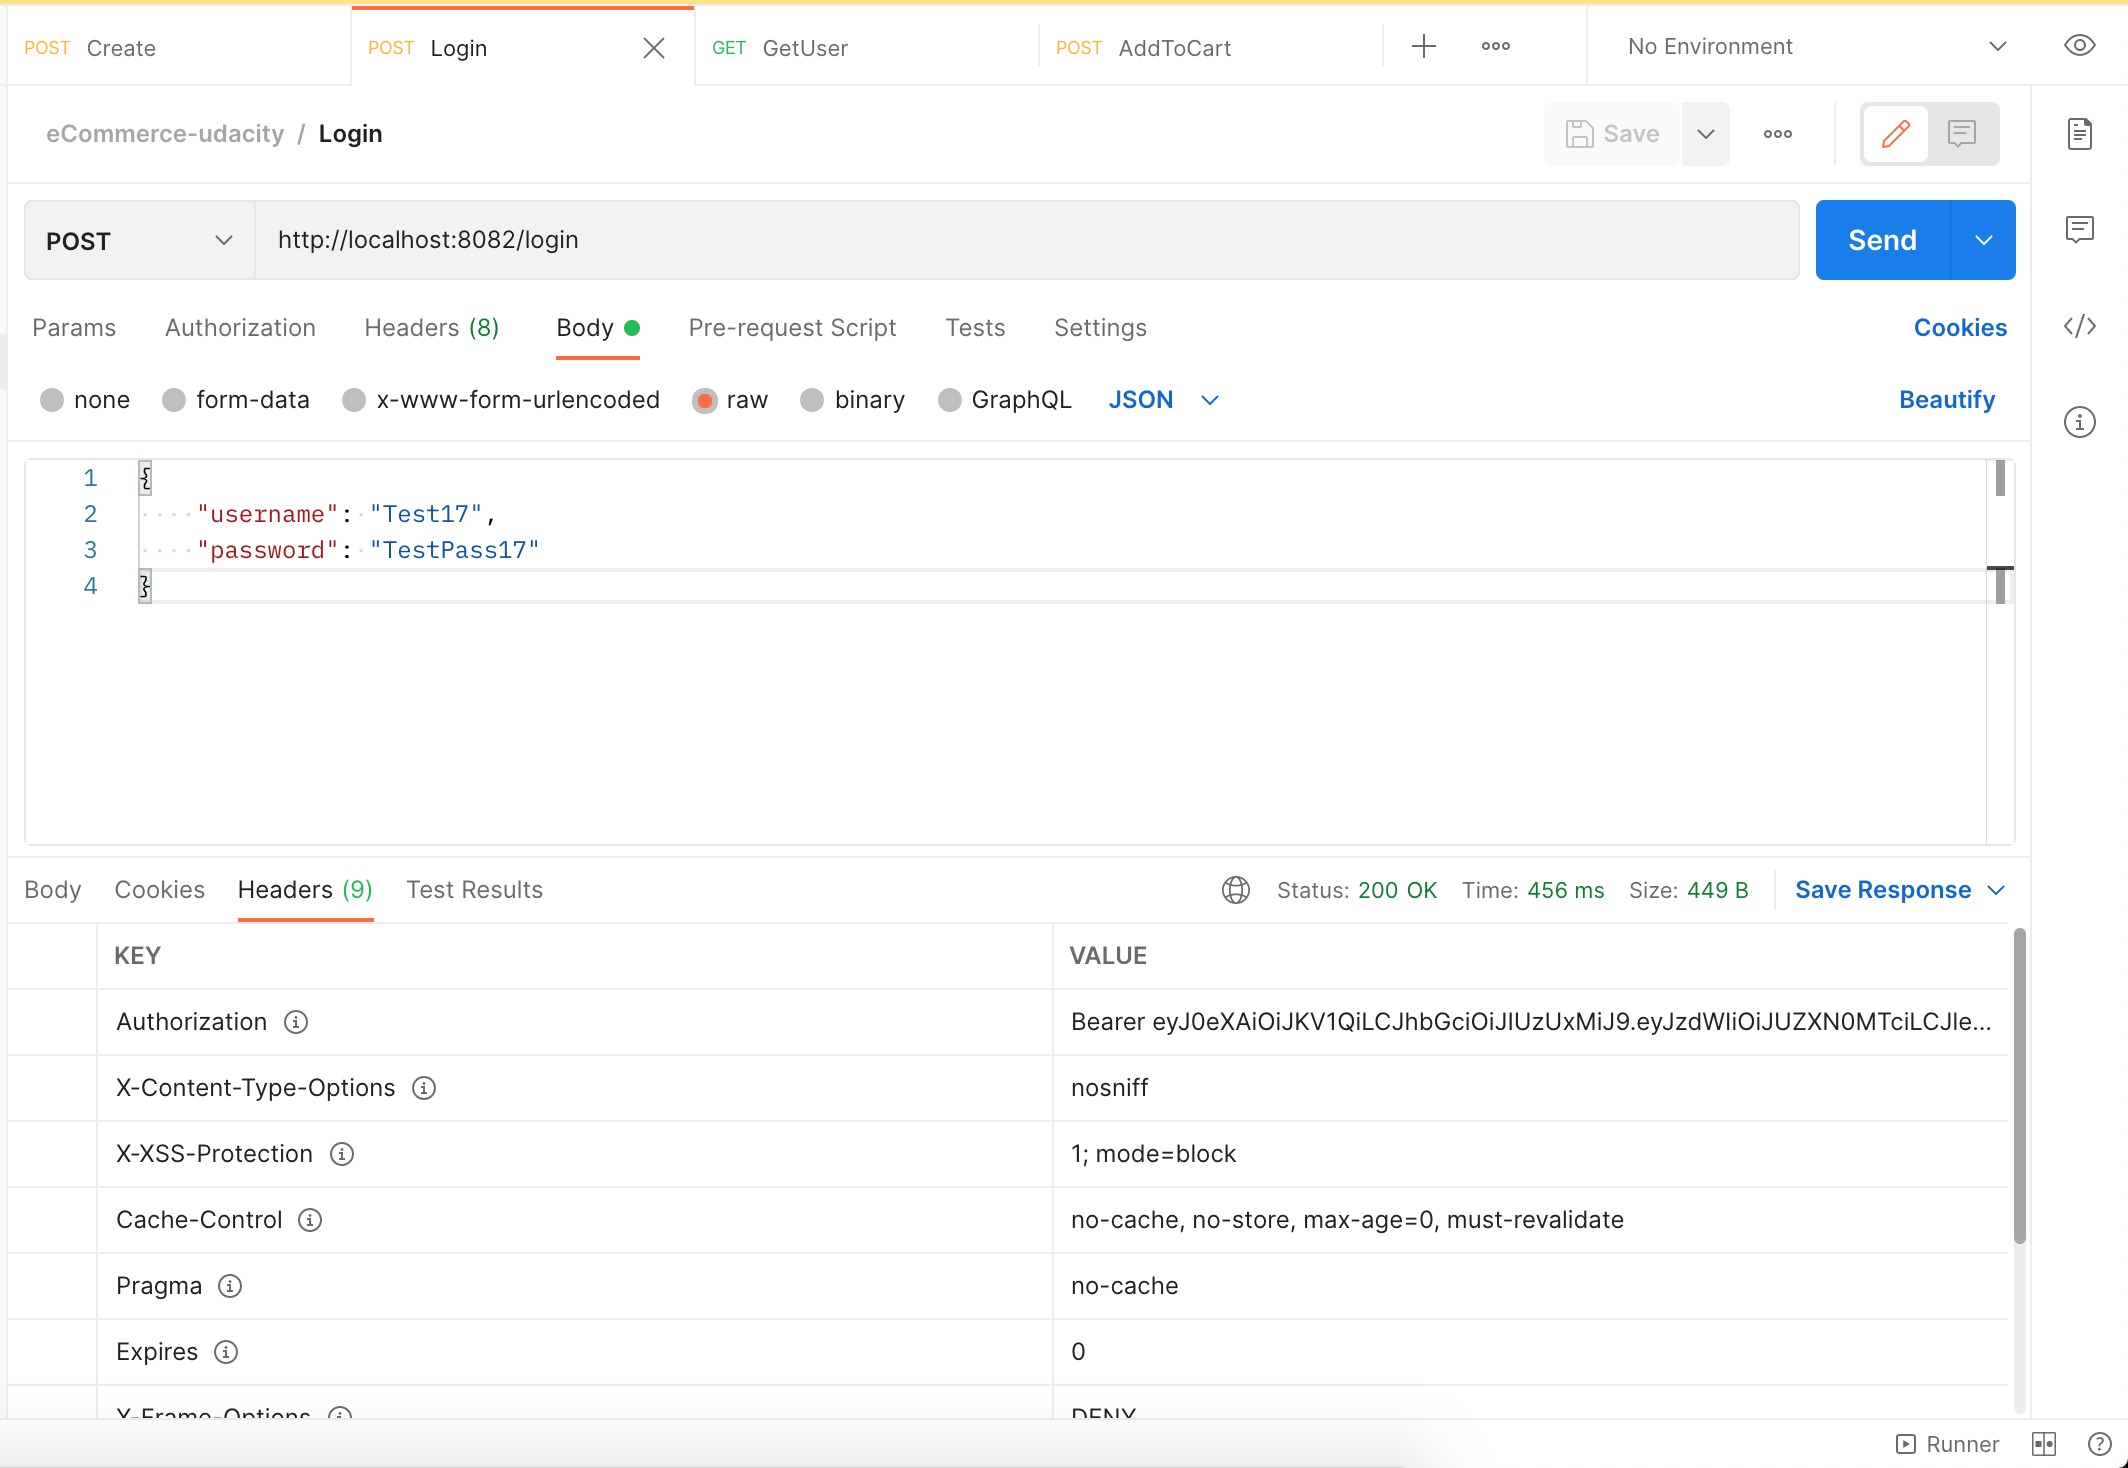 POST Create POST Login GET GetUser POST AddToCart No Environment
eCommerce-udacity / Login Save
POST http://localhost:8082/login Send
Params Authorization Headers (8) Body Pre-request Script Tests Settings Cookies
none form-data x-www-form-urlencoded raw binary GraphQL JSON Beautify
1 {
2 "username": "Test17",
3 "password": "TestPass17"
4 }
Body Cookies Headers (9) Test Results Status: 200 OK Time: 456 ms Size: 449 B Save Response
KEY VALUE
Authorization Bearer eyJ0eXAiOiJKV1QiLCJhbGciOiJIUzUxMiJ9.eyJzdWIiOiJUZXN0MTciLCJle...
X-Content-Type-Options nosniff
X-XSS-Protection 1; mode=block
Cache-Control no-cache, no-store, max-age=0, must-revalidate
Pragma no-cache
Expires 0
X-Frame-Options DENY
Runner